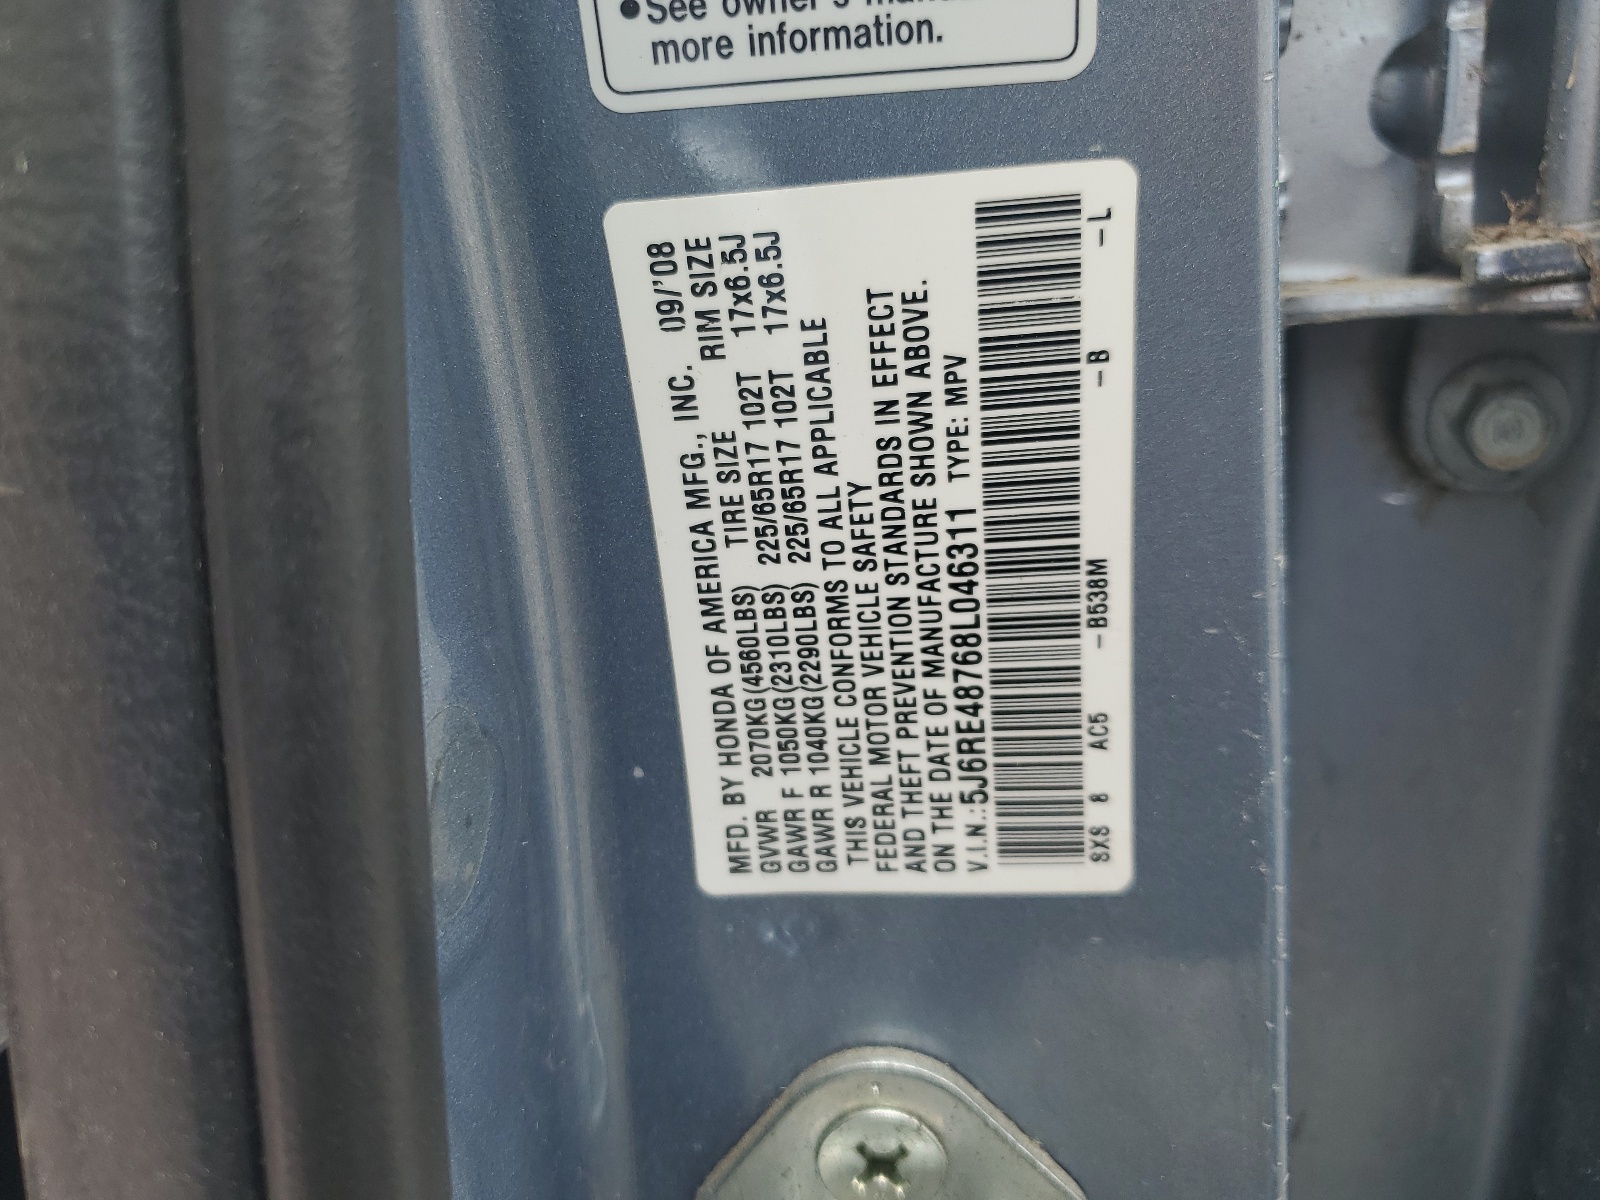 ●See owner's
more information.
MFD. BY HONDA OF AMERICA MFG., INC. 09/'08
GVWR 2070KG(4560LBS) TIRE SIZE RIM SIZE
GAWR F 1050KG(2310LBS) 225/65R17 102T 17x6.5J
GAWR R 1040KG(2290LBS) 225/65R17 102T 17x6.5J
THIS VEHICLE CONFORMS TO ALL APPLICABLE
FEDERAL MOTOR VEHICLE SAFETY
AND THEFT PREVENTION STANDARDS IN EFFECT
ON THE DATE OF MANUFACTURE SHOWN ABOVE.
V.I.N.:5J6RE48768L046311 TYPE: MPV
SXS 8 AC5 -B538M -B -L